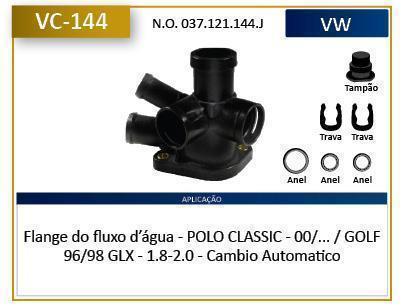 VC-144
N.O. 037.121.144.J
VW
Tampão
Trava Trava
Anel Anel Anel
APLICAÇÃO
Flange do fluxo d'água - POLO CLASSIC - 00/... / GOLF
96/98 GLX - 1.8-2.0 - Cambio Automatico